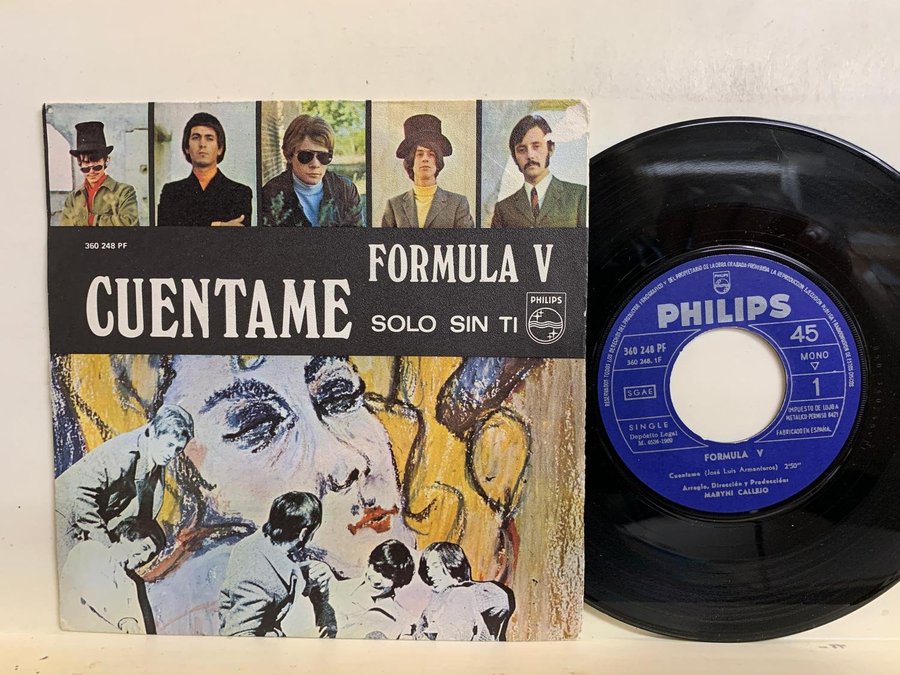 360 248 PF
FORMULA V
CUENTAME
SOLO SIN TI
PHILIPS
PHILIPS
PHILIPS
360 248 PF
360 248. 1F
45
MONO
1
SGAE
SINGLE
Depósito Legal
IMPUESTO DE LUJO A
FABRICADO EN ESPAÑA.
FORMULA V
Cuentame (José Luis Armenteros) 2'50"
Arreglo, Dirección y Producción:
MARYNI CALLEJO